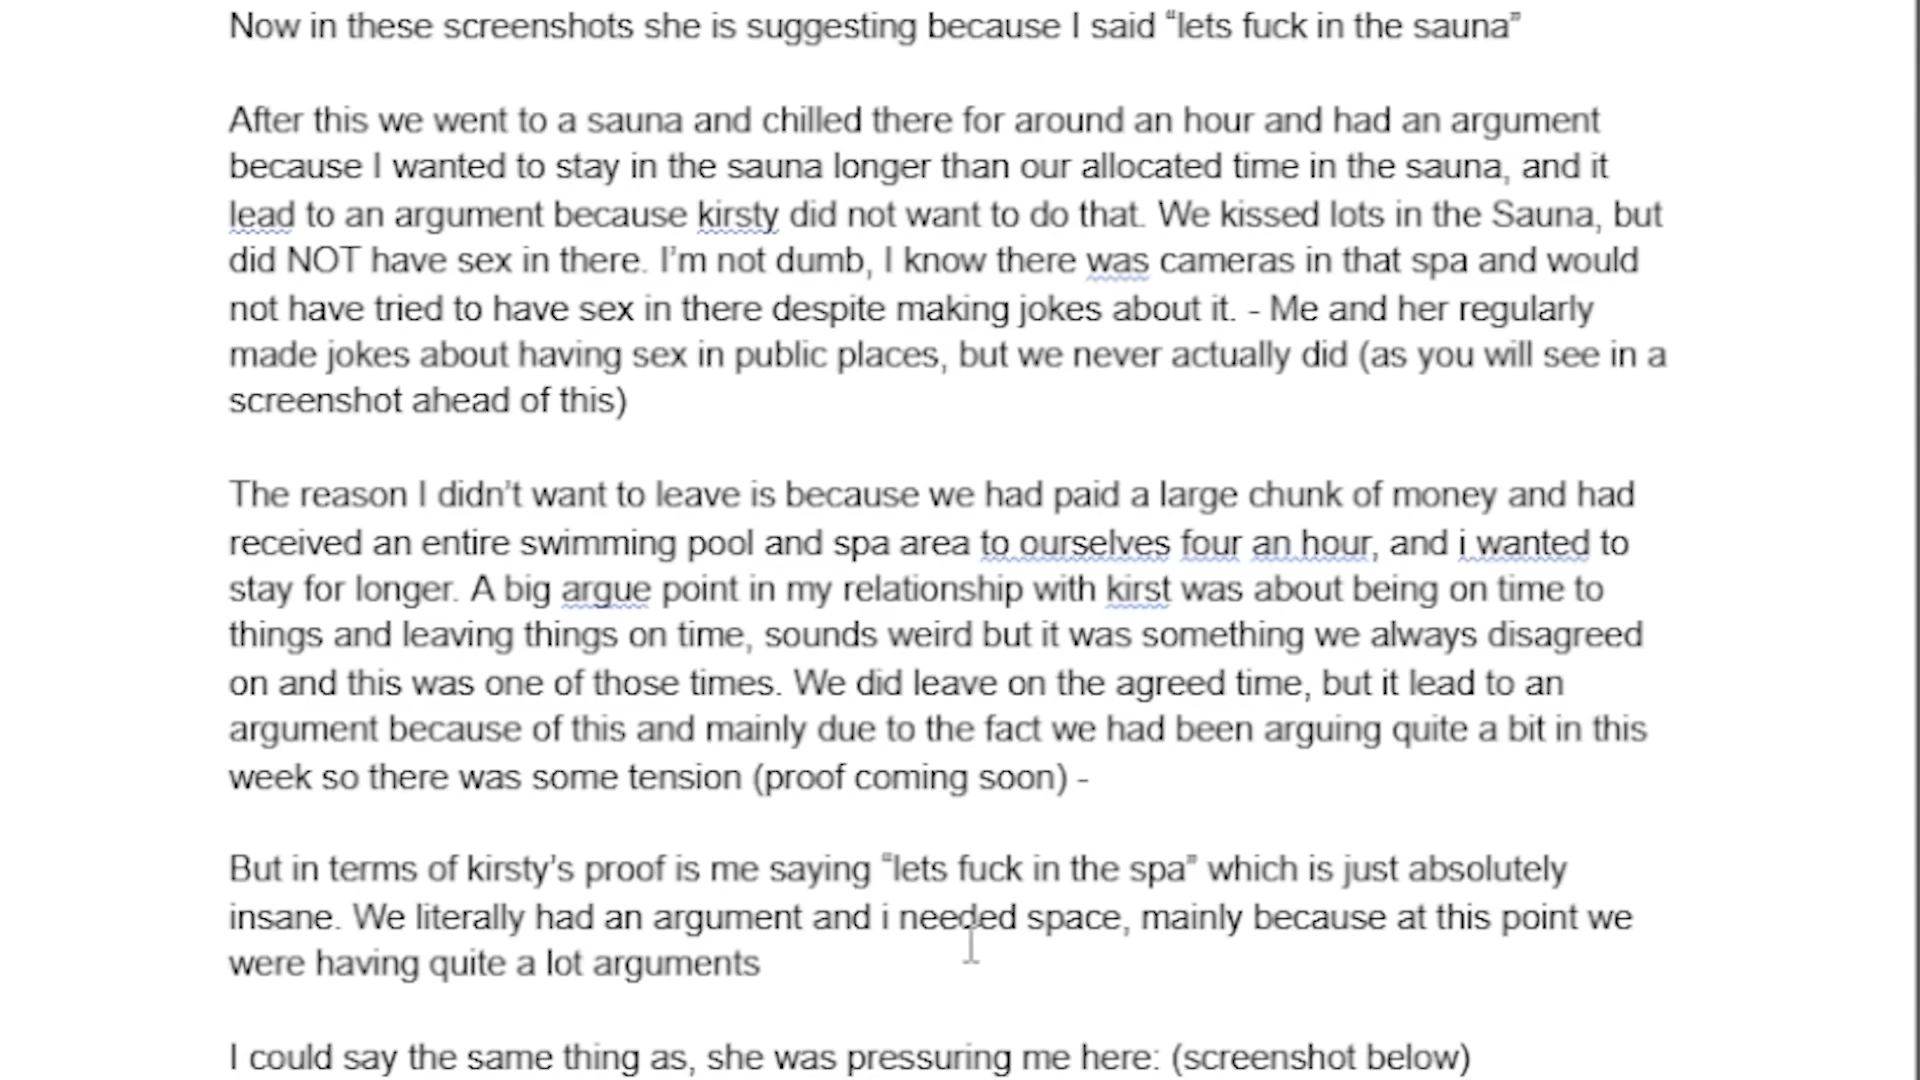 Now in these screenshots she is suggesting because I said “lets fuck in the sauna”
After this we went to a sauna and chilled there for around an hour and had an argument
because I wanted to stay in the sauna longer than our allocated time in the sauna, and it
lead to an argument because kirsty did not want to do that. We kissed lots in the Sauna, but
did NOT have sex in there. I’m not dumb, I know there was cameras in that spa and would
not have tried to have sex in there despite making jokes about it. - Me and her regularly
made jokes about having sex in public places, but we never actually did (as you will see in a
screenshot ahead of this)
The reason I didn’t want to leave is because we had paid a large chunk of money and had
received an entire swimming pool and spa area to ourselves four an hour, and i wanted to
stay for longer. A big argue point in my relationship with kirst was about being on time to
things and leaving things on time, sounds weird but it was something we always disagreed
on and this was one of those times. We did leave on the agreed time, but it lead to an
argument because of this and mainly due to the fact we had been arguing quite a bit in this
week so there was some tension (proof coming soon) -
But in terms of kirsty’s proof is me saying “lets fuck in the spa” which is just absolutely
insane. We literally had an argument and i needed space, mainly because at this point we
were having quite a lot arguments
I could say the same thing as, she was pressuring me here: (screenshot below)